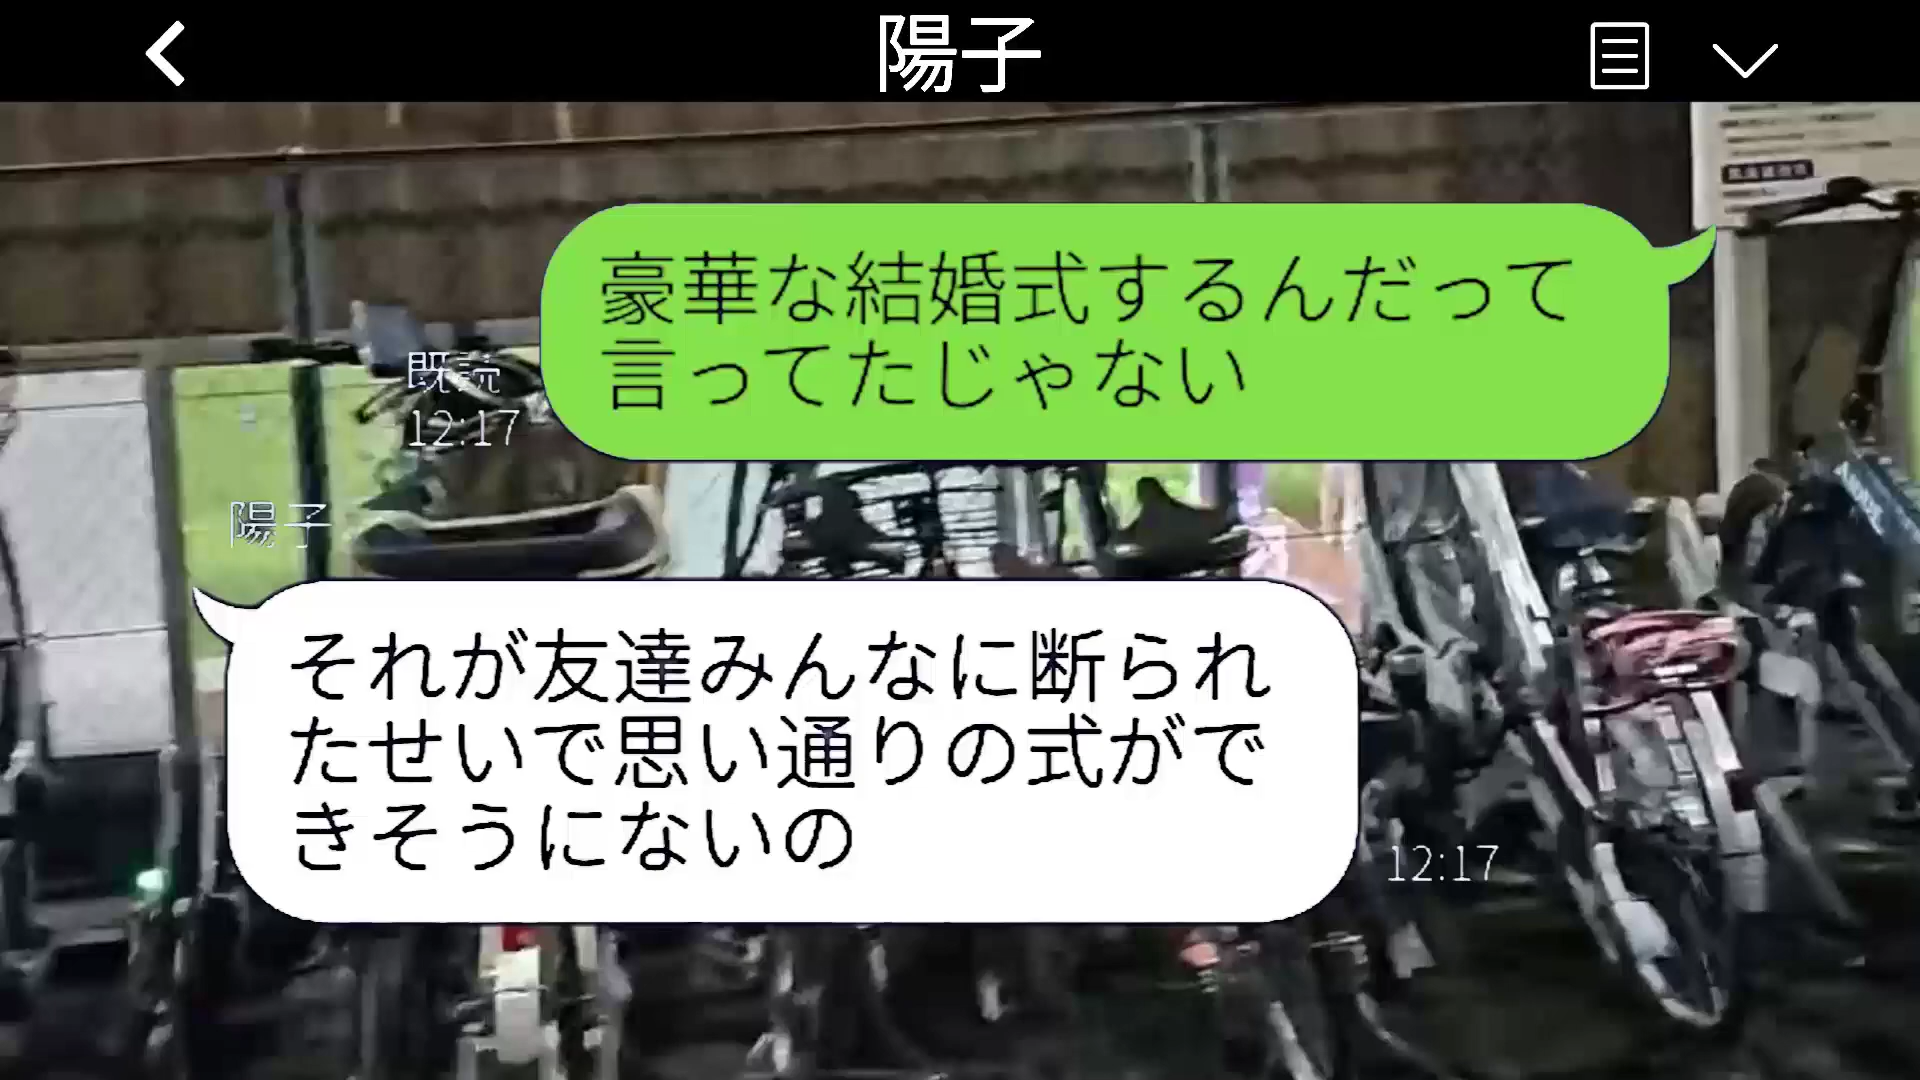 陽子
豪華な結婚式するんだって
言ってたじゃない
既読
12:17
陽子
それが友達みんなに断られ
たせいで思い通りの式がで
きそうにないの
12:17